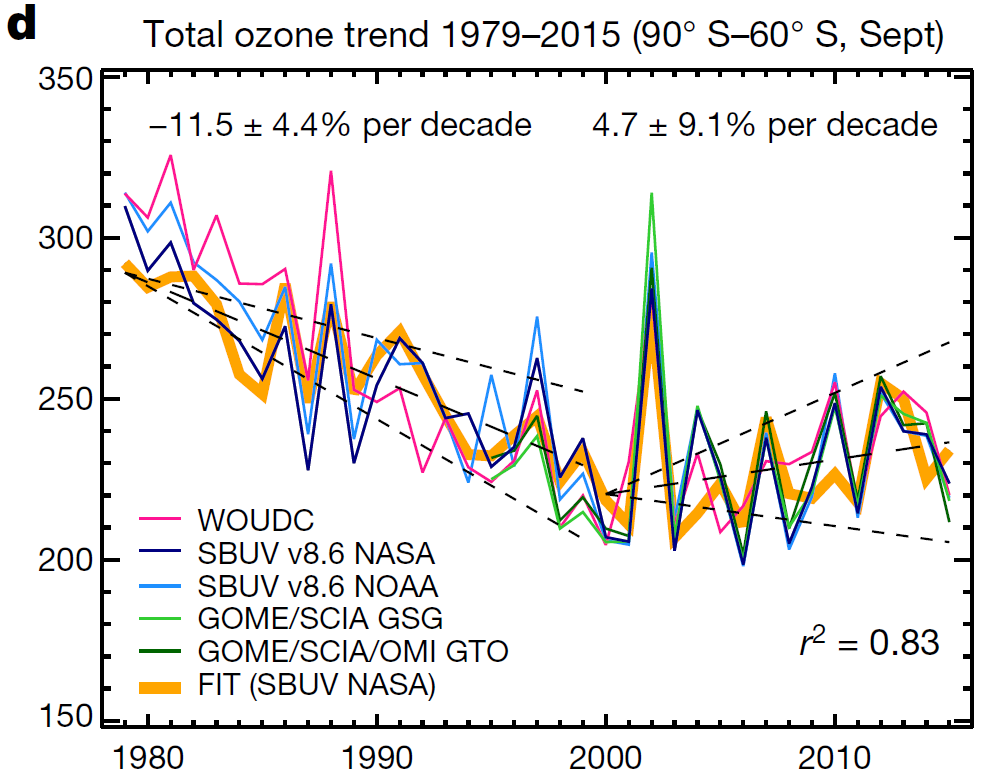 d
Total ozone trend 1979–2015 (90° S–60° S, Sept)
350
300
250
200
150
−11.5 ± 4.4% per decade
4.7 ± 9.1% per decade
WOUDC
SBUV v8.6 NASA
SBUV v8.6 NOAA
GOME/SCIA GSG
GOME/SCIA/OMI GTO
FIT (SBUV NASA)
r² = 0.83
1980
1990
2000
2010